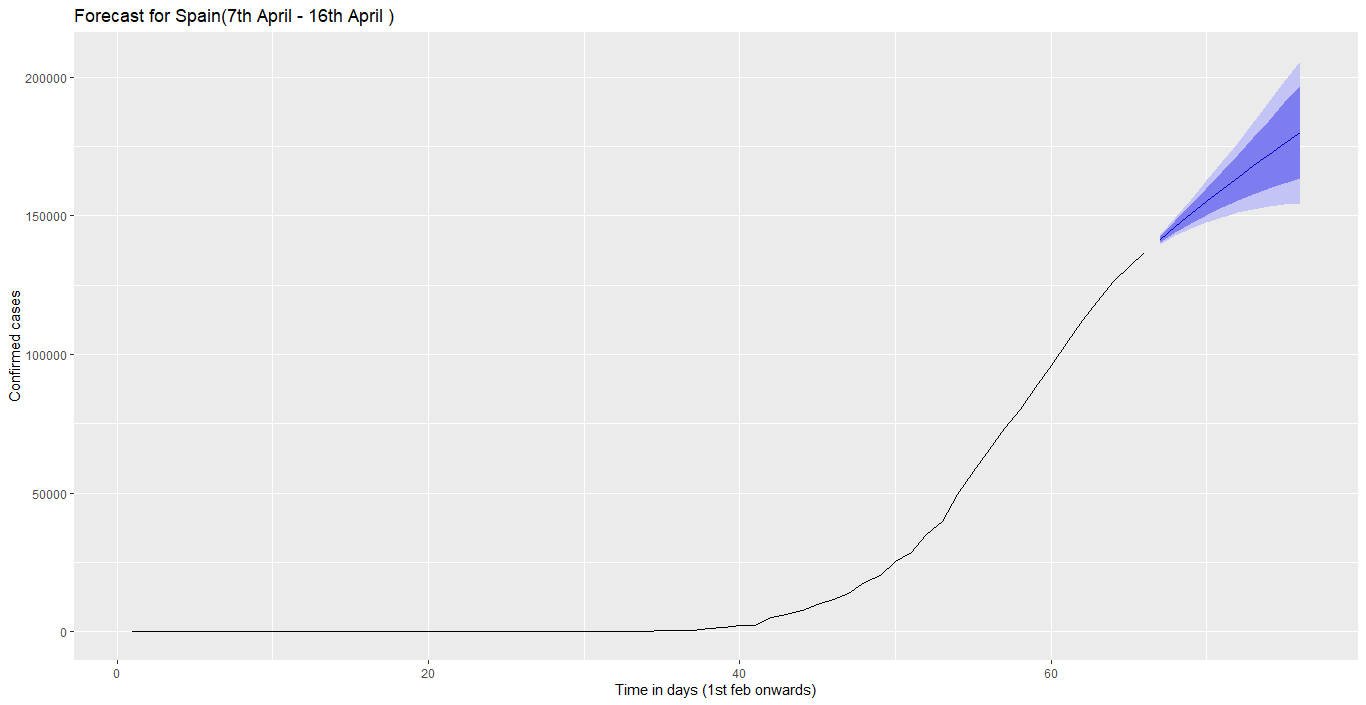 Forecast for Spain(7th April - 16th April )
200000
150000
100000
50000
0
Confirmed cases
0 20 40 60
Time in days (1st feb onwards)